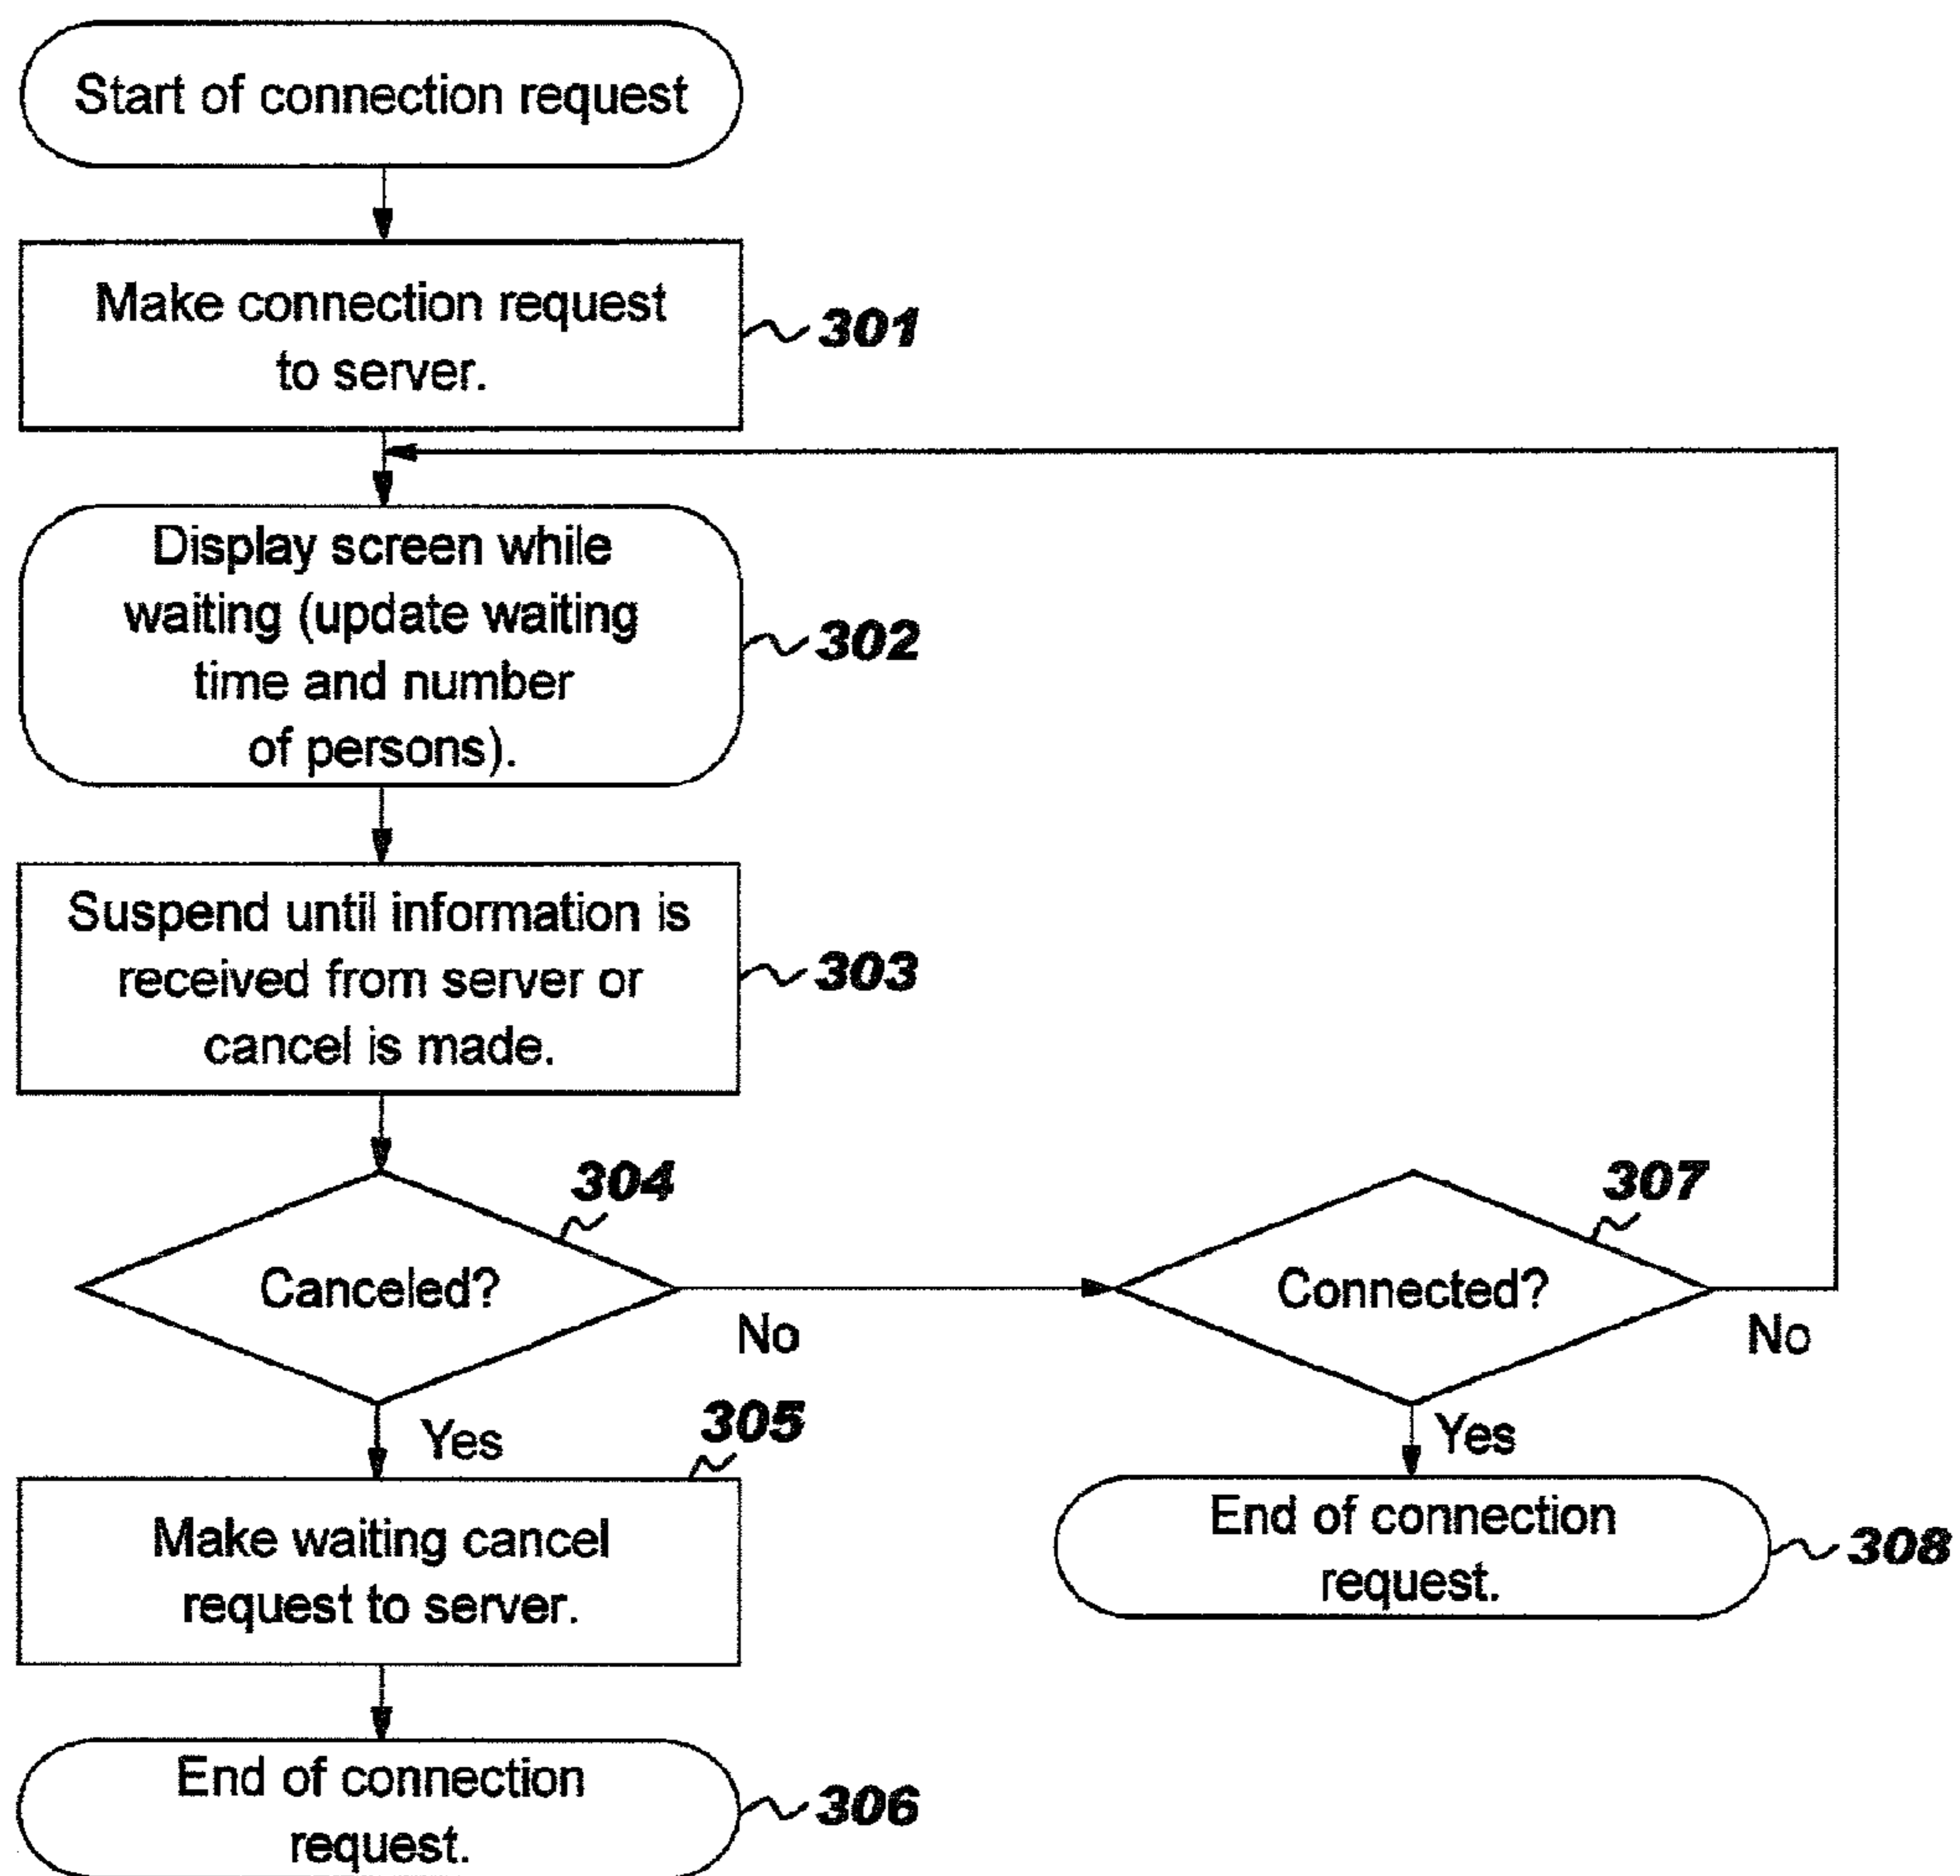 Start of connection request
Make connection request
to server.
301
Display screen while
waiting (update waiting
time and number
of persons).
302
Suspend until information is
received from server or
cancel is made.
303
304
Canceled?
No
307
Connected?
No
Yes
305
Make waiting cancel
request to server.
Yes
End of connection
request.
308
End of connection
request.
306